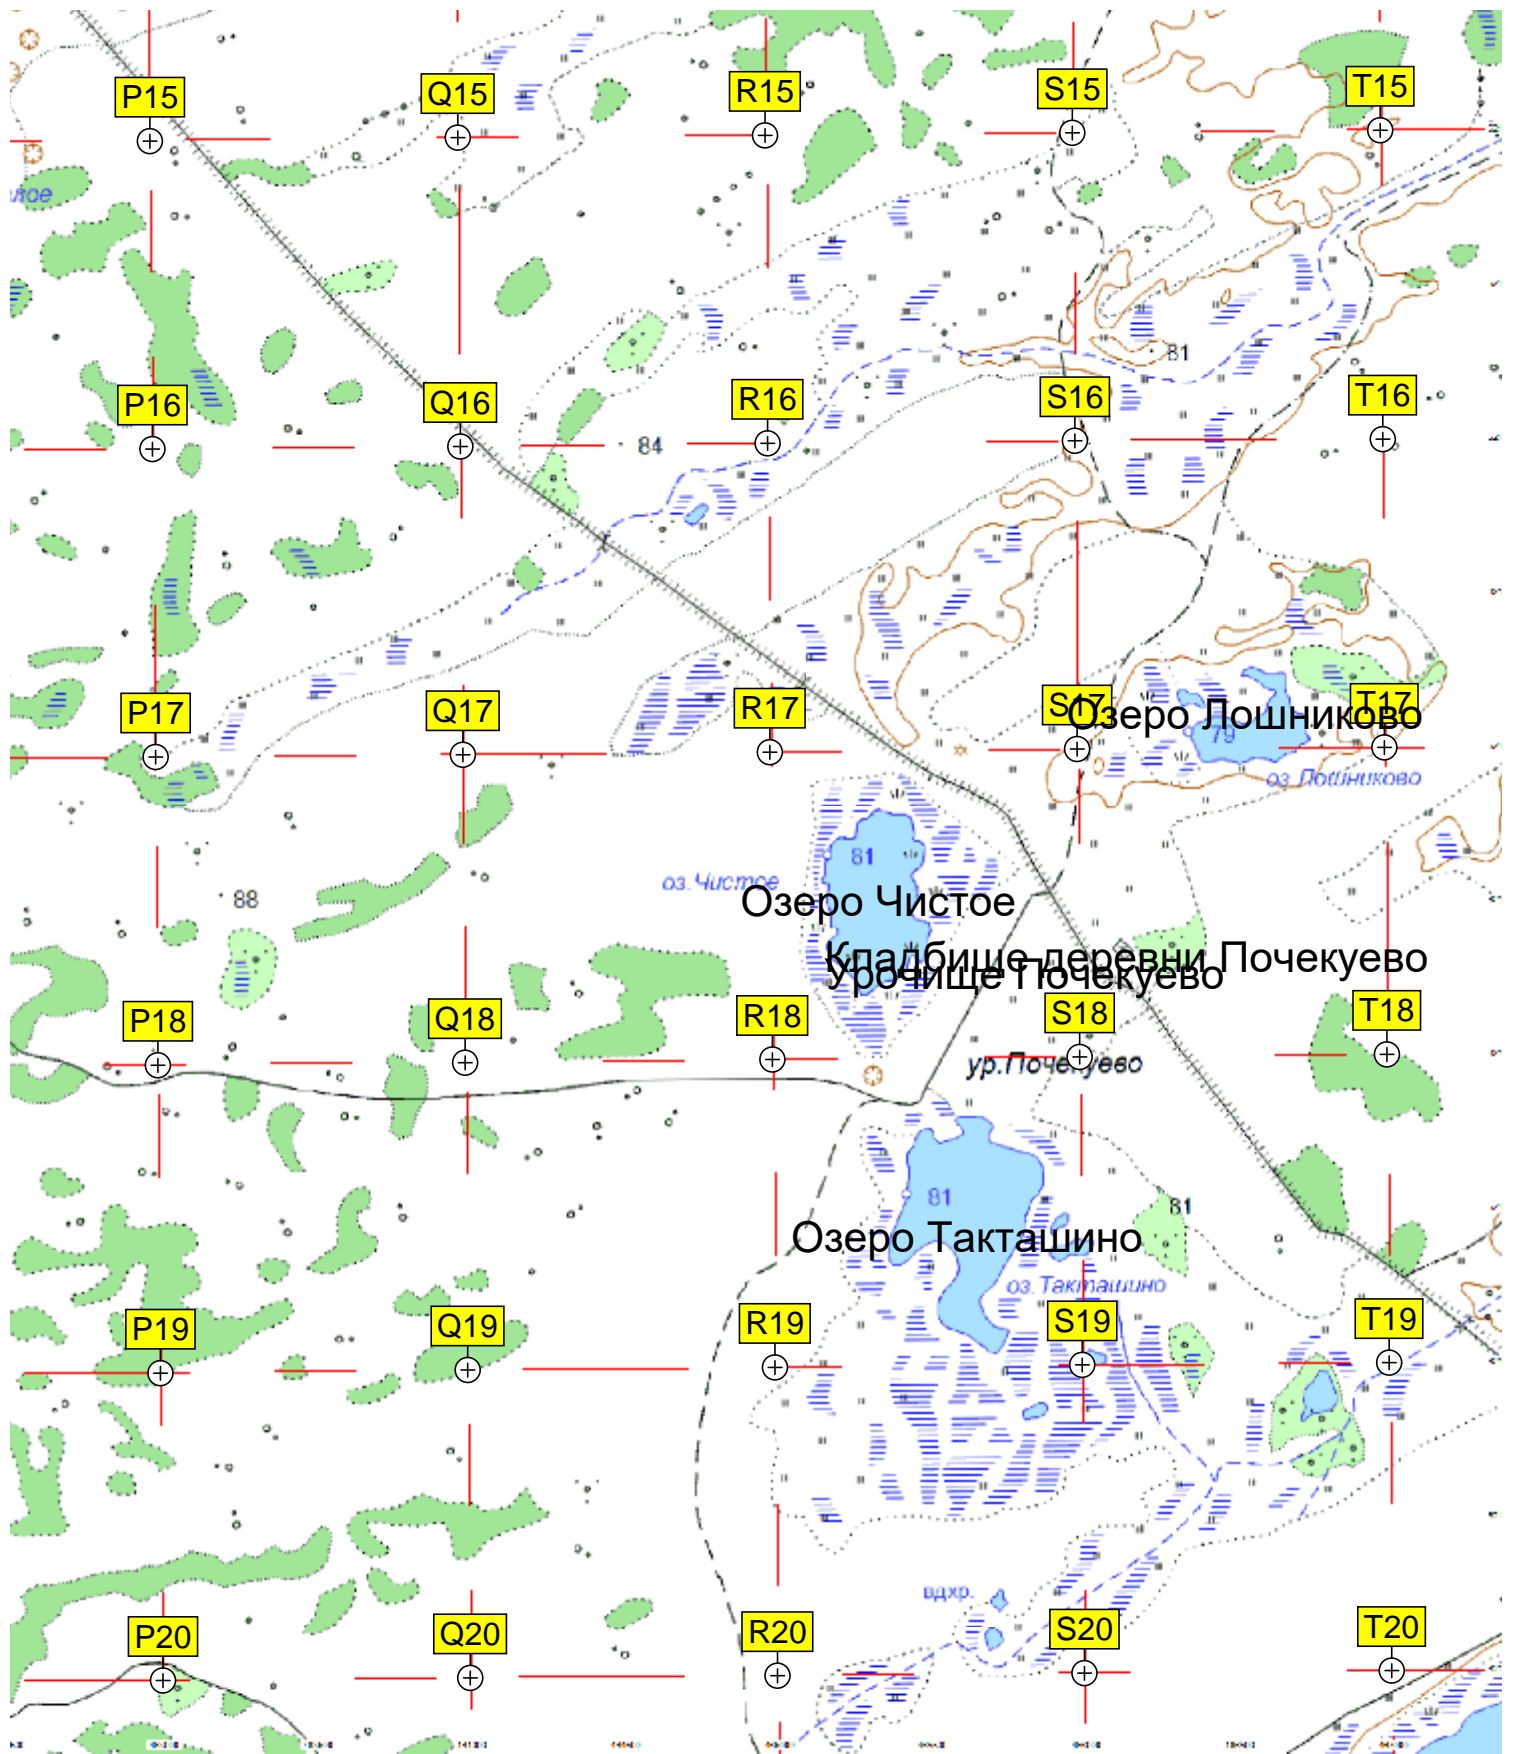 P15
Q15
R15
S15
T15
лое
81
P16
Q16
R16
S16
T16
84
P17
Q17
R17
S17
T17
Озеро Лошниково
79
оз.Лошниково
81
оз.Чистое
88
Озеро Чистое
Кладбище деревни Почекуево
Урочище Почекуево
P18
Q18
R18
S18
T18
ур.Почекуево
81
81
Озеро Такташино
оз.Такташино
P19
Q19
R19
S19
T19
вдхр.
P20
Q20
R20
S20
T20